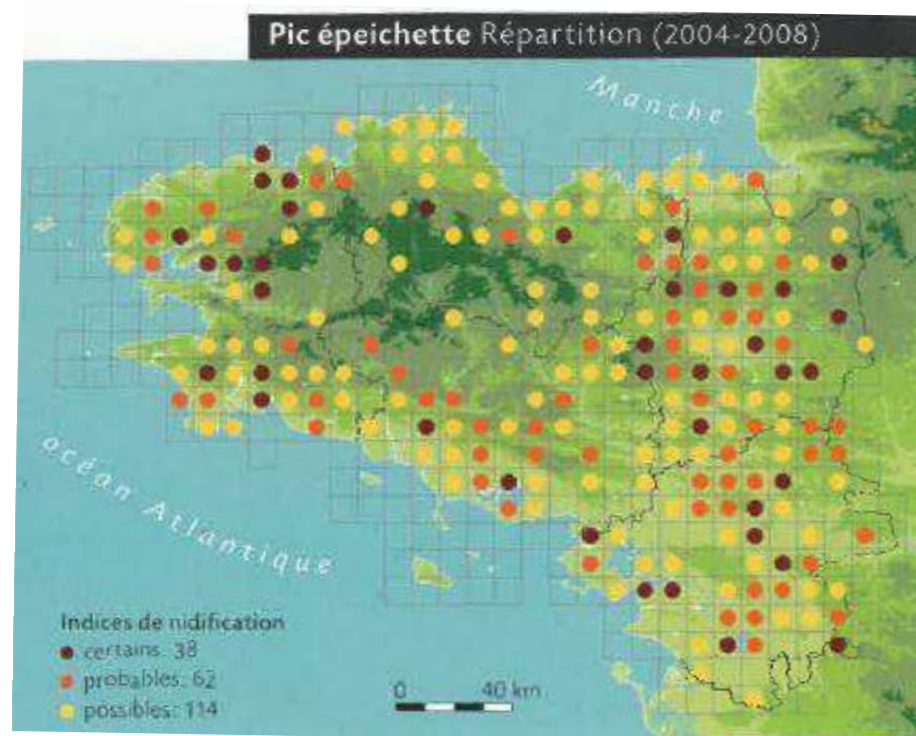 Pic épeichette Répartition (2004-2008)
Manche
océan Atlantique
Indices de nidification
certains: 38
probables: 62
possibles: 114
0 40 km